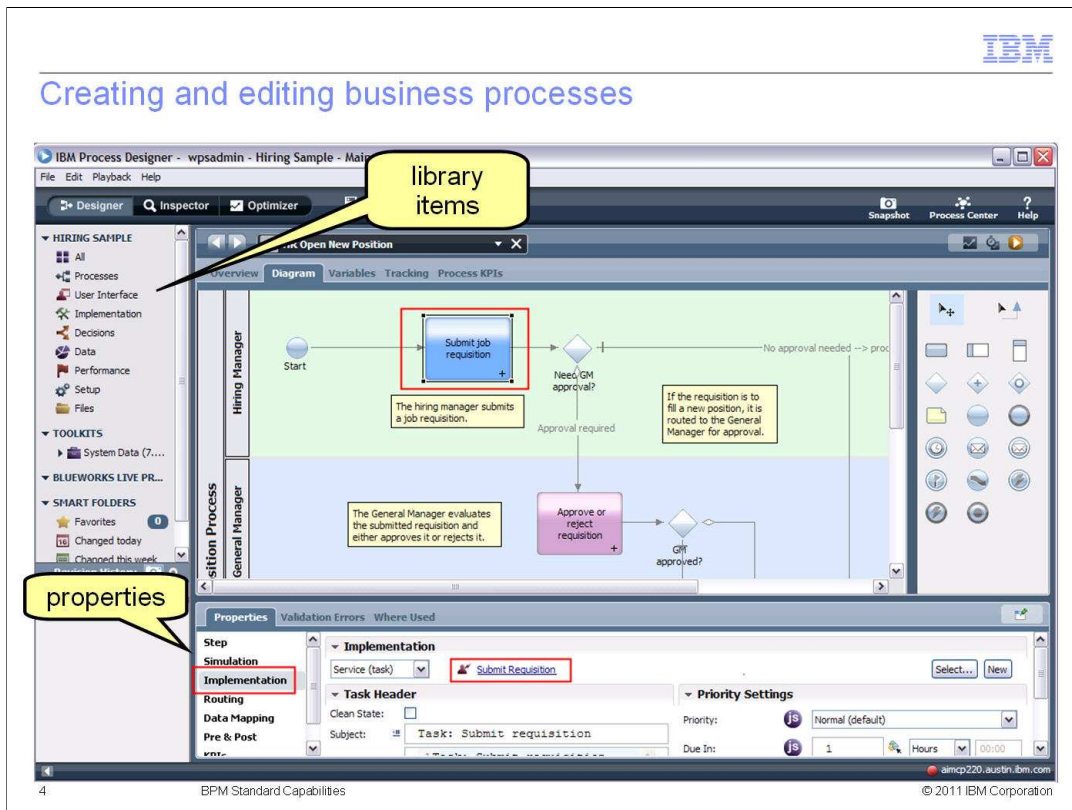 IBM
Creating and editing business processes
IBM Process Designer - wpsadmin - Hiring Sample - Main
File Edit Playback Help
library
items
Designer Inspector Optimizer
Snapshot Process Center Help
HIRING SAMPLE
All
Processes
User Interface
Implementation
Decisions
Data
Performance
Setup
Files
TOOLKITS
System Data (7....
BLUEWORKS LIVE PR...
SMART FOLDERS
Favorites 0
16 Changed today
Changed this week
Revision History
properties
HR Open New Position
Overview Diagram Variables Tracking Process KPIs
Hiring Manager
Start
Submit job
requisition
Need GM
approval?
No approval needed --> proc
The hiring manager submits
a job requisition.
If the requisition is to
fill a new position, it is
routed to the General
Manager for approval.
Approval required
sition Process
General Manager
The General Manager evaluates
the submitted requisition and
either approves it or rejects it.
Approve or
reject
requisition
GM
approved?
Properties Validation Errors Where Used
Step
Simulation
Implementation
Routing
Data Mapping
Pre & Post
KPIs
Implementation
Service (task) Submit Requisition Select... New
Task Header
Clean State:
Subject: Task: Submit requisition
Priority Settings
Priority: js Normal (default)
Due In: js 1 Hours 00:00
aimcp220.austin.ibm.com
4 BPM Standard Capabilities © 2011 IBM Corporation